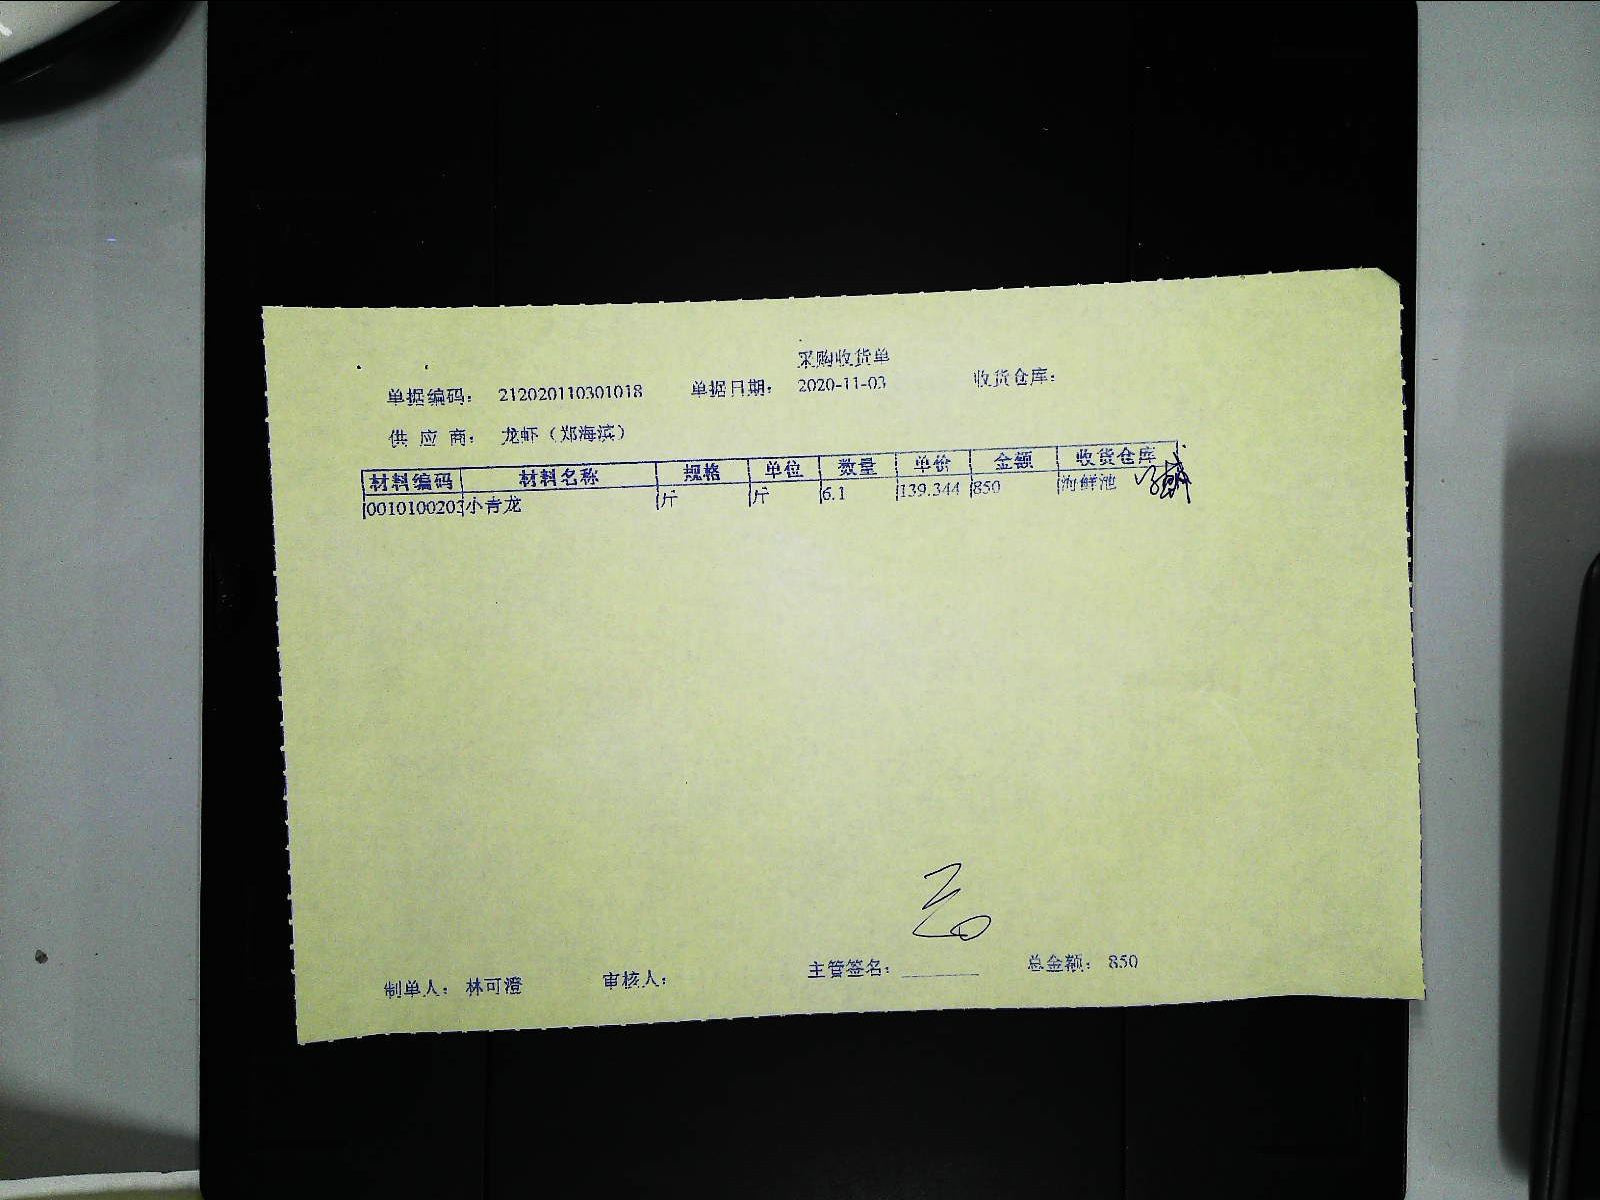 采购收货单
单据编码： 212020110301018 单据日期： 2020-11-03 收货仓库：
供 应 商： 龙虾（郑海滨）
材料编码 材料名称 规格 单位 数量 单价 金额 收货仓库
0010100203 小青龙 斤 斤 6.1 139.344 850 海鲜池
制单人： 林可澄 审核人： 主管签名：________ 总金额： 850